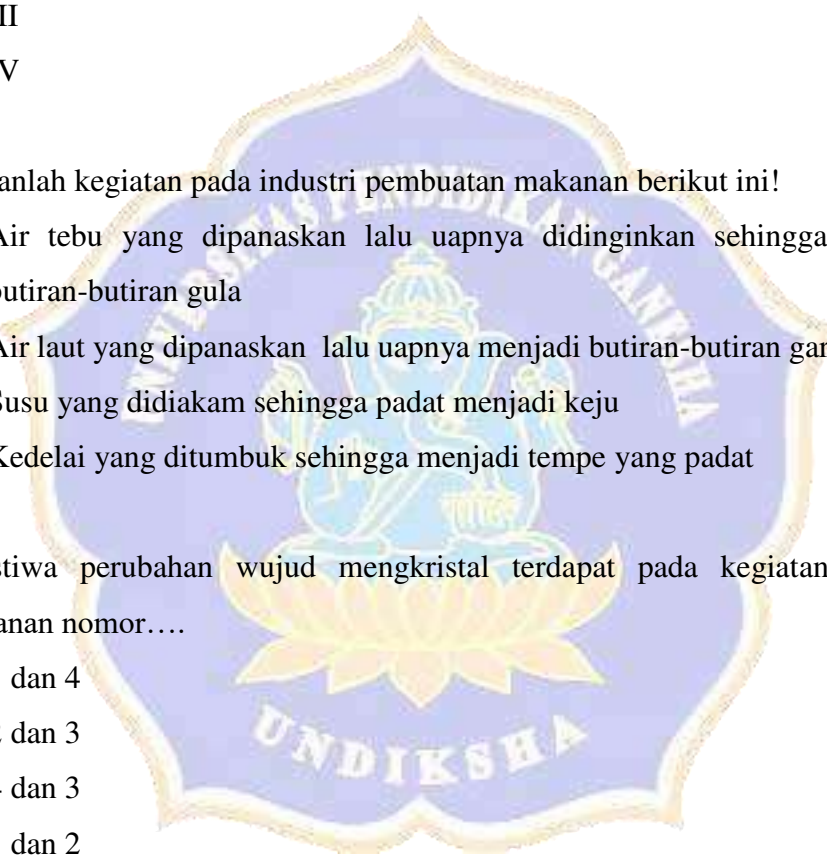 II
V
anlah kegiatan pada industri pembuatan makanan berikut ini!
Air tebu yang dipanaskan lalu uapnya didinginkan sehingga
butiran-butiran gula
Air laut yang dipanaskan lalu uapnya menjadi butiran-butiran gar
Susu yang didiakam sehingga padat menjadi keju
Kedelai yang ditumbuk sehingga menjadi tempe yang padat
UNIVERSITAS PENDIDIKAN GANESHA
stiwa perubahan wujud mengkristal terdapat pada kegiatan
anan nomor….
dan 4
dan 3
dan 3
dan 2
UNDIKSHA